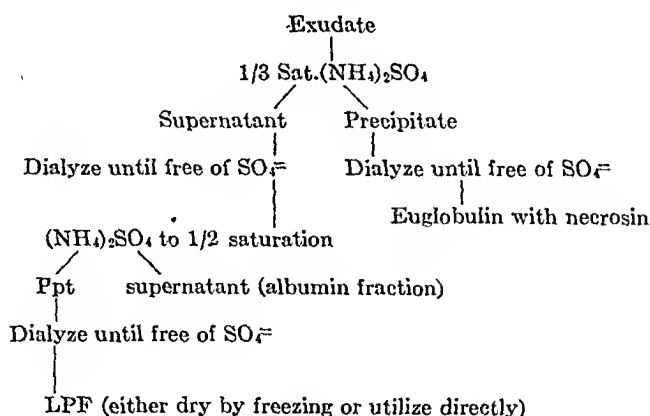 Exudate
1/3 Sat.(NH₄)₂SO₄
Supernatant Precipitate
Dialyze until free of SO₄= Dialyze until free of SO₄=
Euglobulin with necrosin
(NH₄)₂SO₄ to 1/2 saturation
Ppt supernatant (albumin fraction)
Dialyze until free of SO₄=
LPF (either dry by freezing or utilize directly)